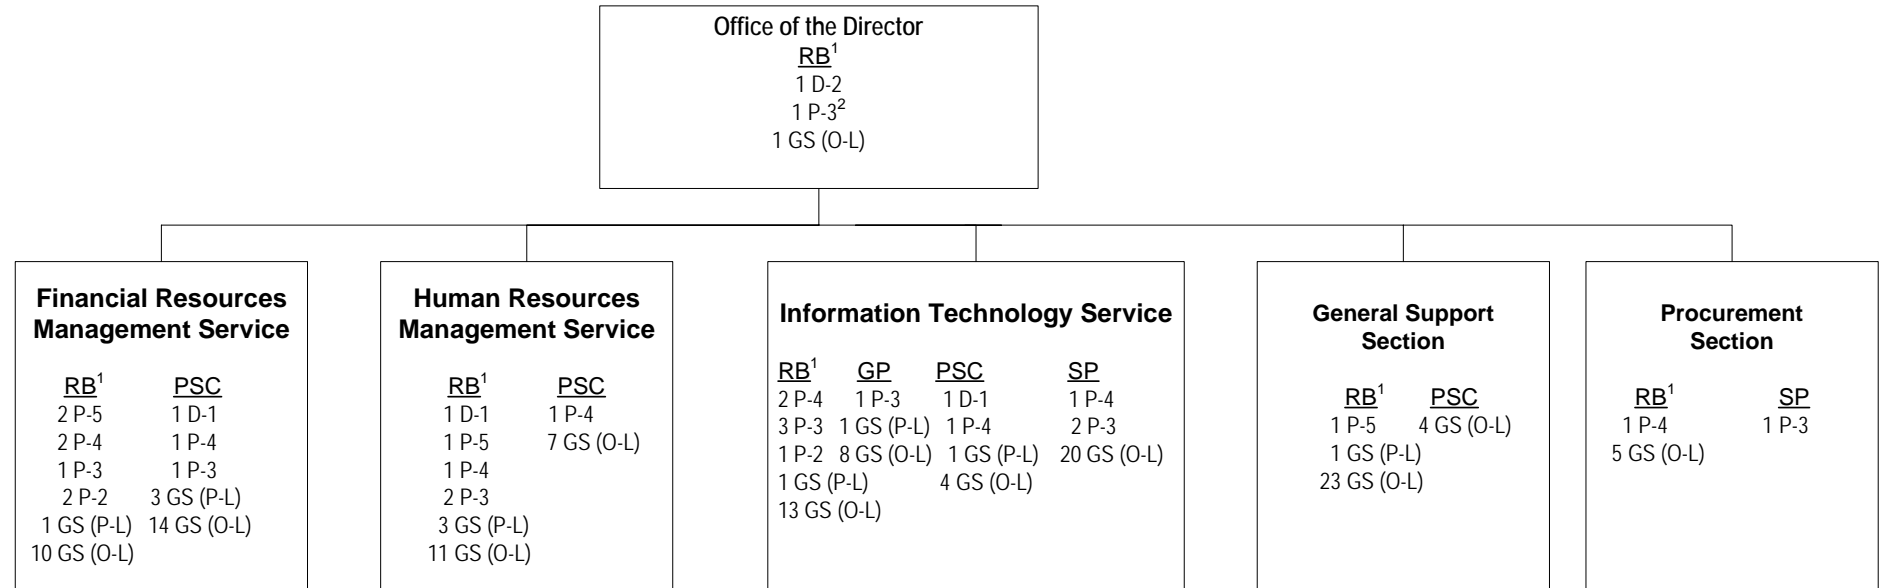 Office of the Director
RB¹
1 D-2
1 P-3²
1 GS (O-L)
Financial Resources
Management Service
RB¹ PSC
2 P-5 1 D-1
2 P-4 1 P-4
1 P-3 1 P-3
2 P-2 3 GS (P-L)
1 GS (P-L) 14 GS (O-L)
10 GS (O-L)
Human Resources
Management Service
RB¹ PSC
1 D-1 1 P-4
1 P-5 7 GS (O-L)
1 P-4
2 P-3
3 GS (P-L)
11 GS (O-L)
Information Technology Service
RB¹ GP PSC SP
2 P-4 1 P-3 1 D-1 1 P-4
3 P-3 1 GS (P-L) 1 P-4 2 P-3
1 P-2 8 GS (O-L) 1 GS (P-L) 20 GS (O-L)
1 GS (P-L) 4 GS (O-L)
13 GS (O-L)
General Support
Section
RB¹ PSC
1 P-5 4 GS (O-L)
1 GS (P-L)
23 GS (O-L)
Procurement
Section
RB¹ SP
1 P-4 1 P-3
5 GS (O-L)